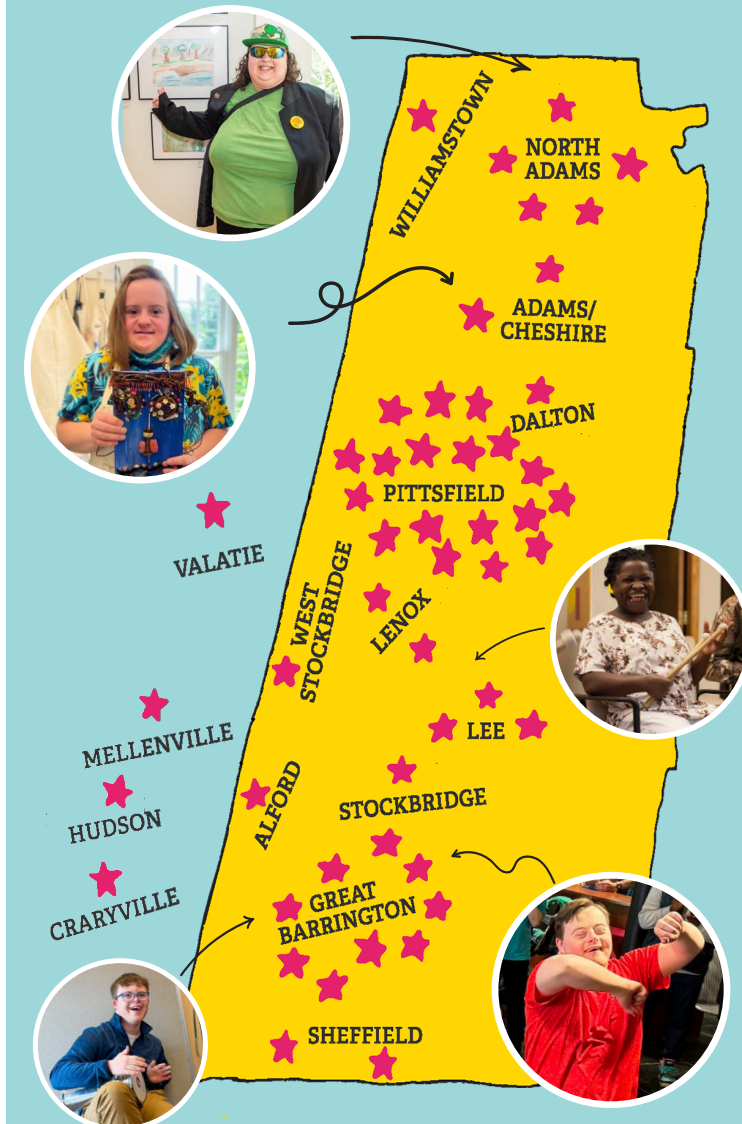 WILLIAMSTOWN
NORTH
ADAMS
ADAMS/
CHESHIRE
DALTON
PITTSFIELD
VALATIE
WEST
STOCKBRIDGE
LENOX
MELLENVILLE
LEE
HUDSON
ALFORD
STOCKBRIDGE
CRARYVILLE
GREAT
BARRINGTON
SHEFFIELD